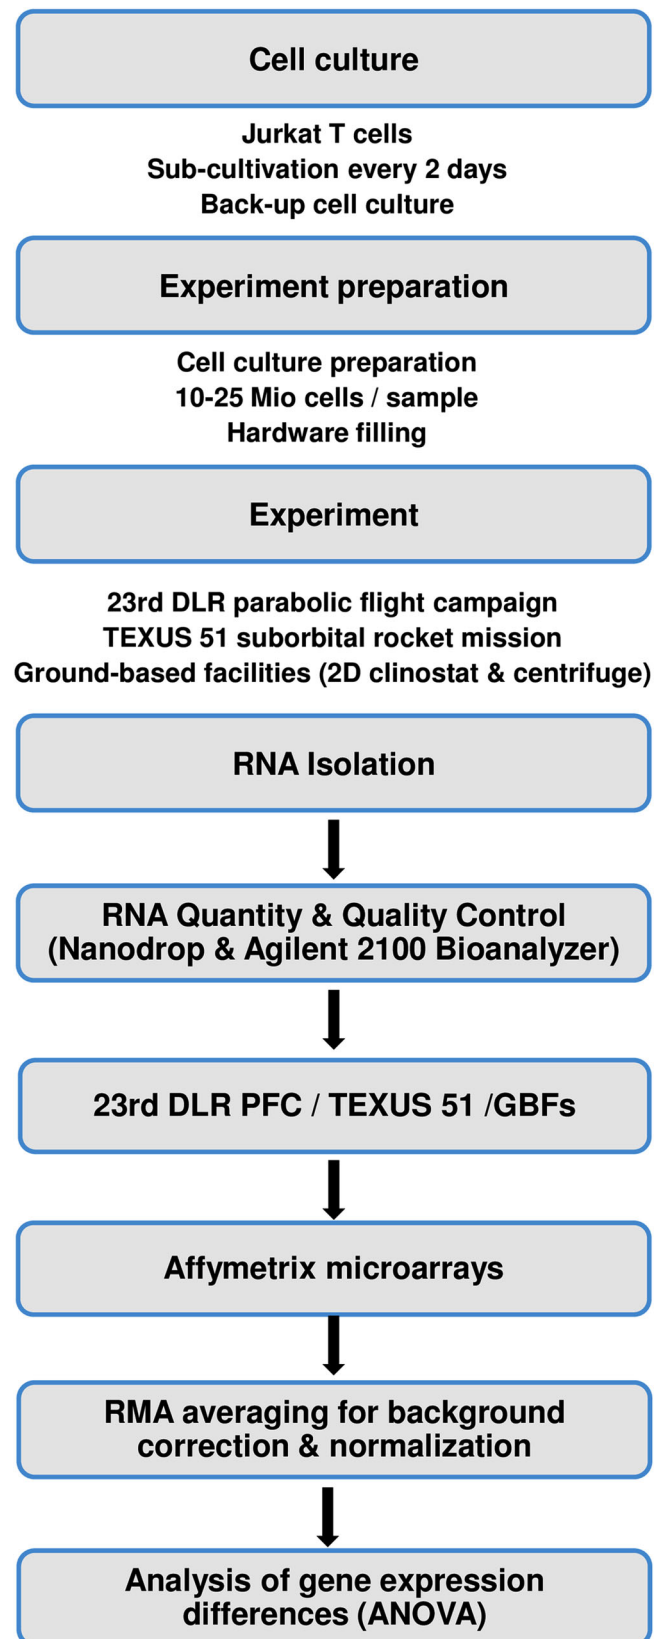 Cell culture
Jurkat T cells
Sub-cultivation every 2 days
Back-up cell culture
Experiment preparation
Cell culture preparation
10-25 Mio cells / sample
Hardware filling
Experiment
23rd DLR parabolic flight campaign
TEXUS 51 suborbital rocket mission
Ground-based facilities (2D clinostat & centrifuge)
RNA Isolation
RNA Quantity & Quality Control
(Nanodrop & Agilent 2100 Bioanalyzer)
23rd DLR PFC / TEXUS 51 /GBFs
Affymetrix microarrays
RMA averaging for background
correction & normalization
Analysis of gene expression
differences (ANOVA)